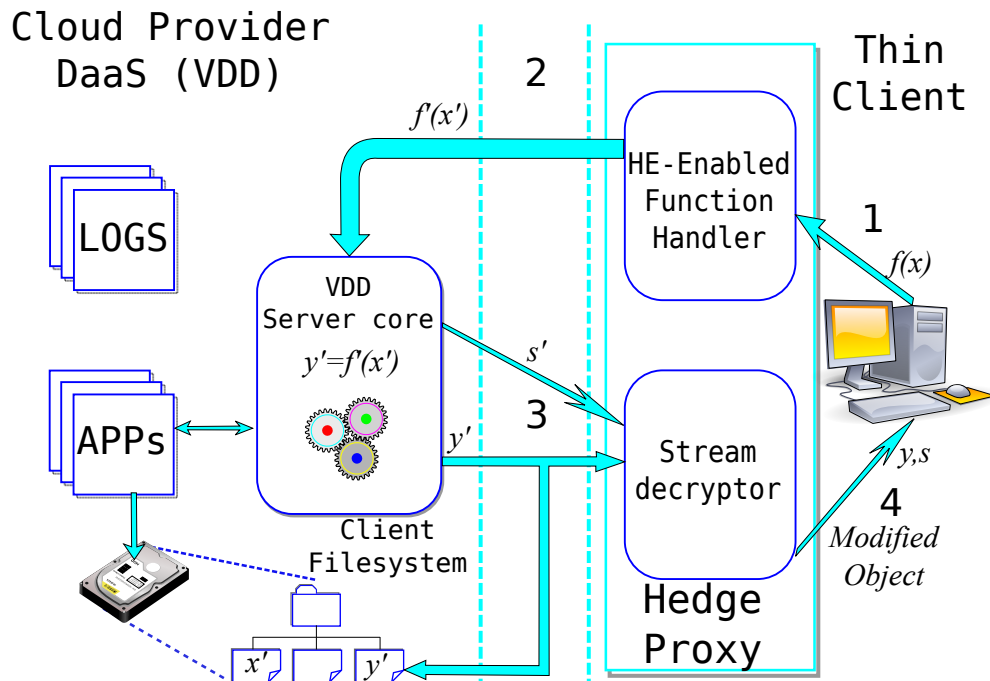 Cloud Provider
DaaS (VDD)
2
Thin
Client
f'(x')
HE-Enabled
Function
Handler
1
f(x)
LOGS
VDD
Server core
y'=f'(x')
s'
3
APPs
y'
Stream
decryptor
y,s
4
Modified
Object
Client
Filesystem
Hedge
Proxy
x'
y'